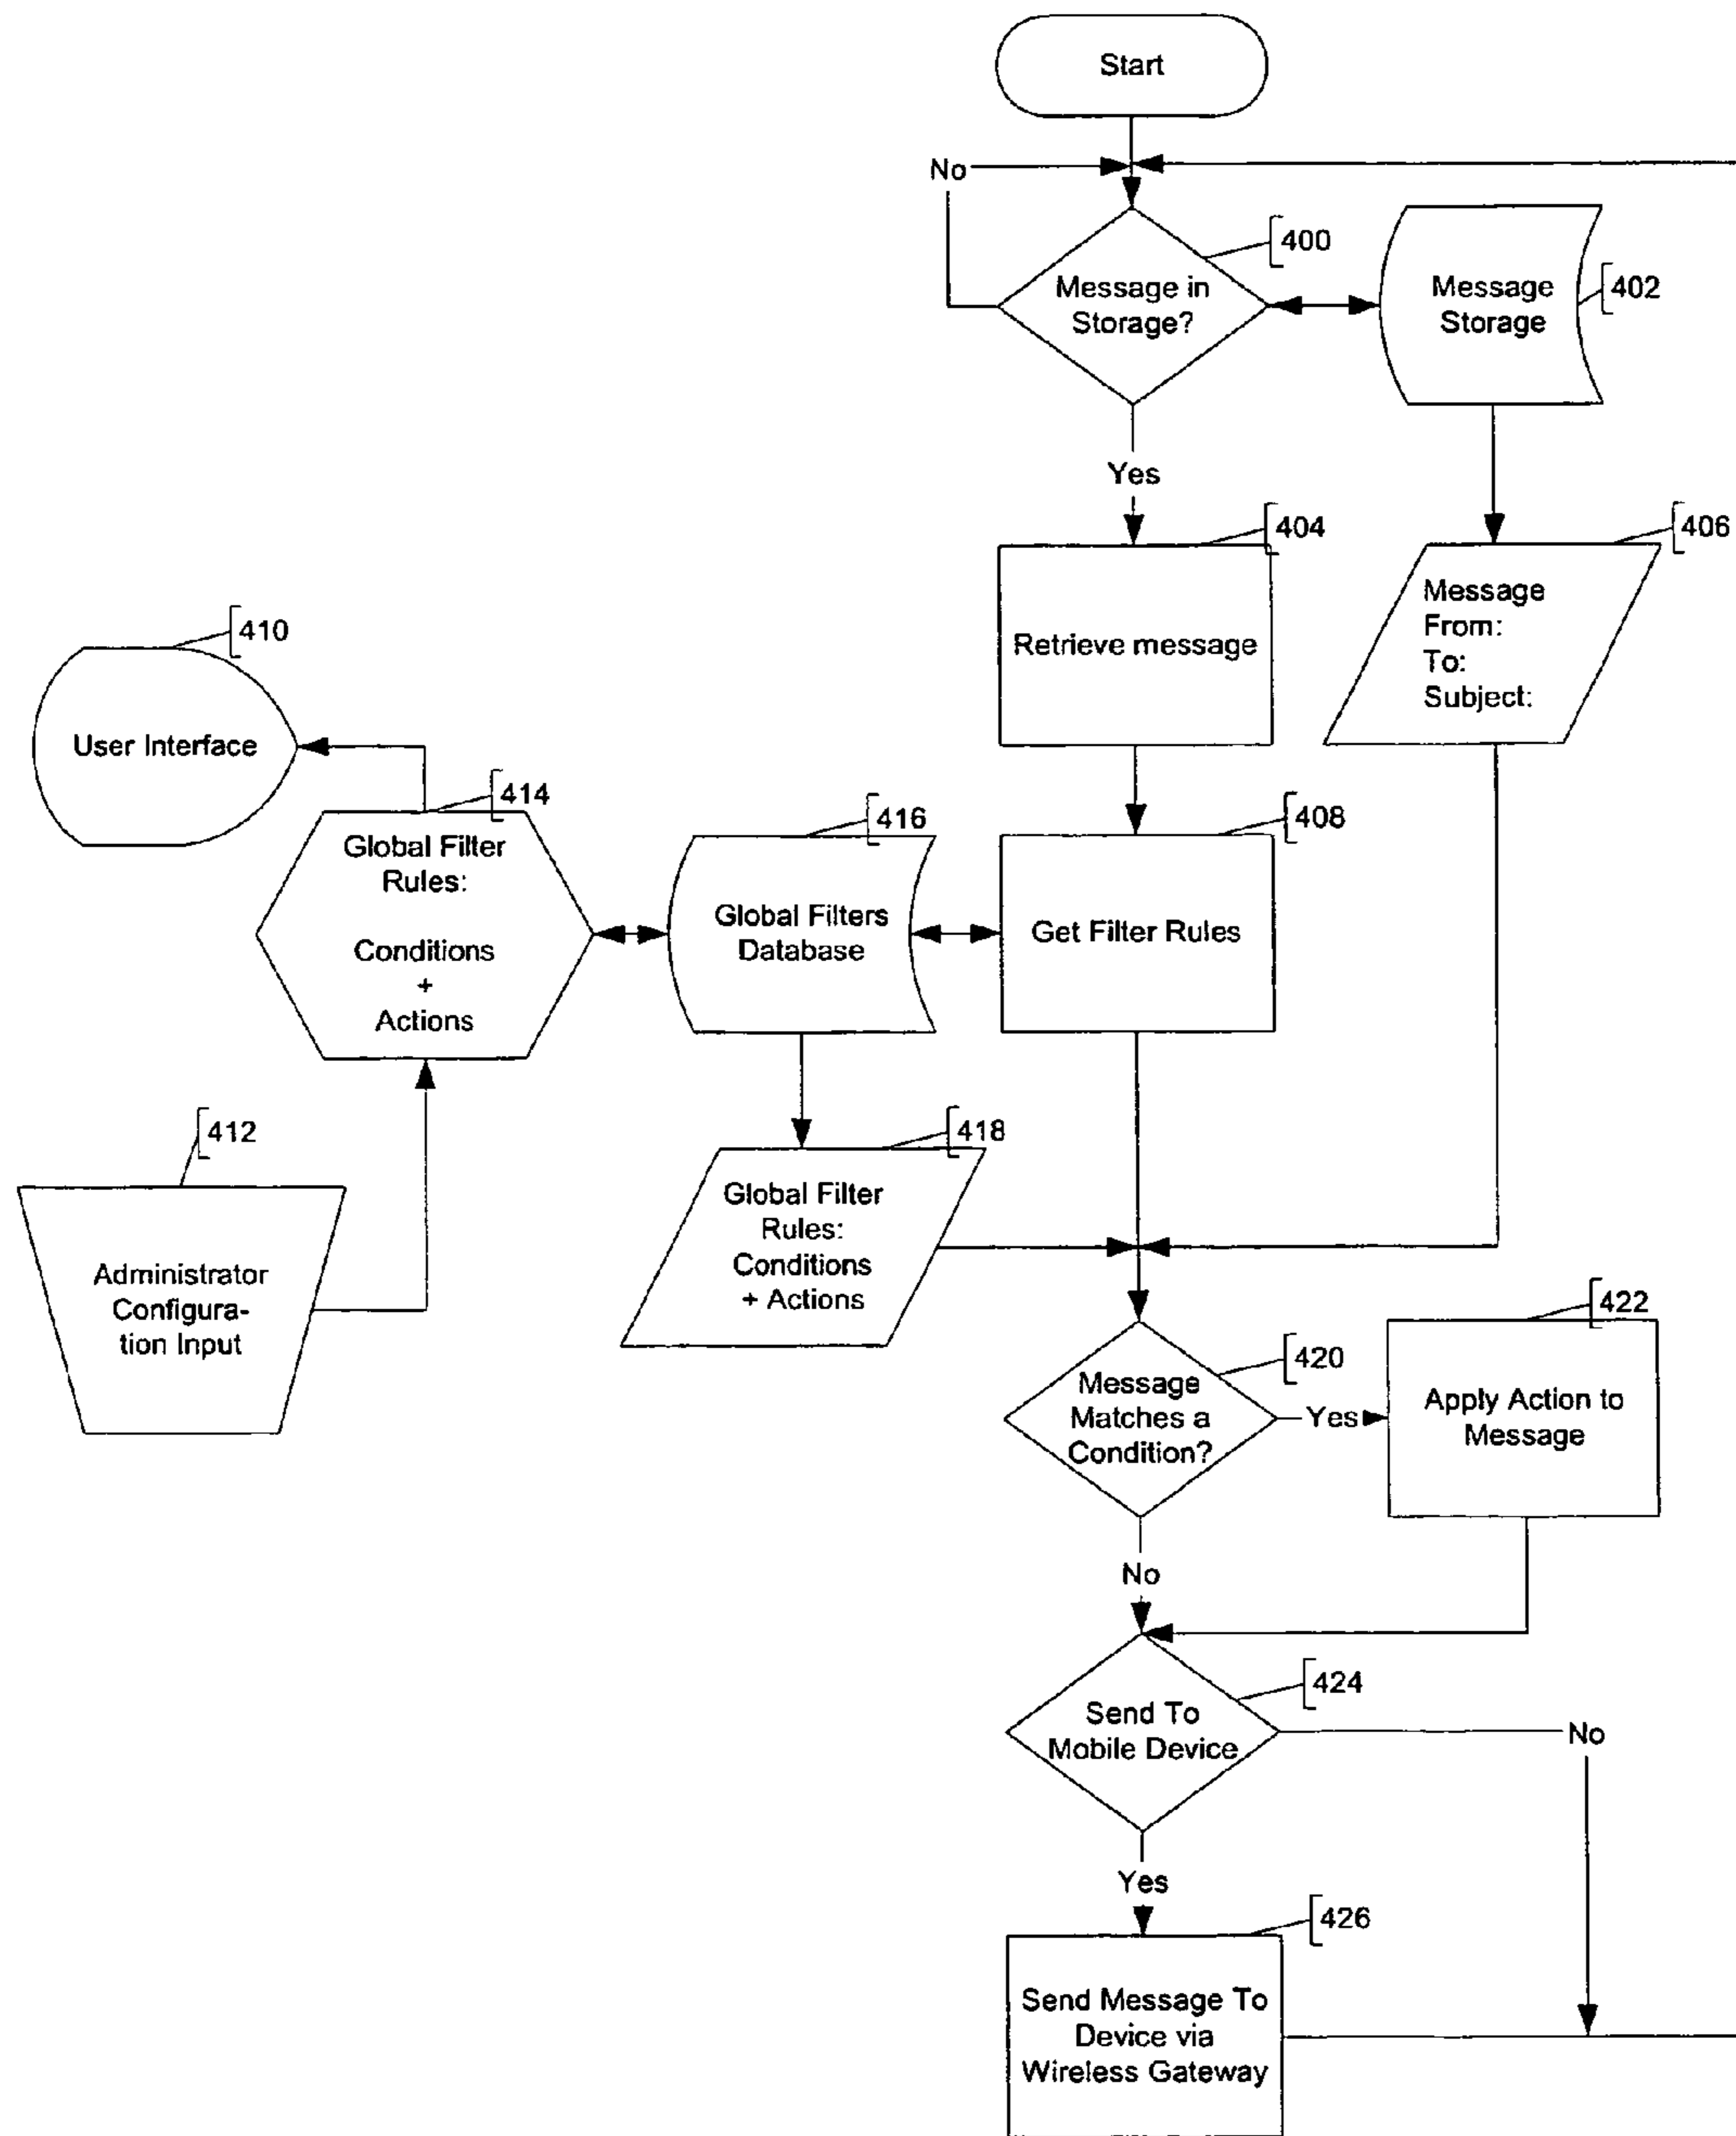 Start
No
400
Message in
Storage?
Message
Storage
402
Yes
404
Retrieve message
406
Message
From:
To:
Subject:
410
User Interface
414
Global Filter
Rules:
Conditions
+
Actions
416
Global Filters
Database
408
Get Filter Rules
412
Administrator
Configura-
tion Input
418
Global Filter
Rules:
Conditions
+ Actions
420
Message
Matches a
Condition?
Yes
422
Apply Action to
Message
No
424
Send To
Mobile Device
No
Yes
426
Send Message To
Device via
Wireless Gateway